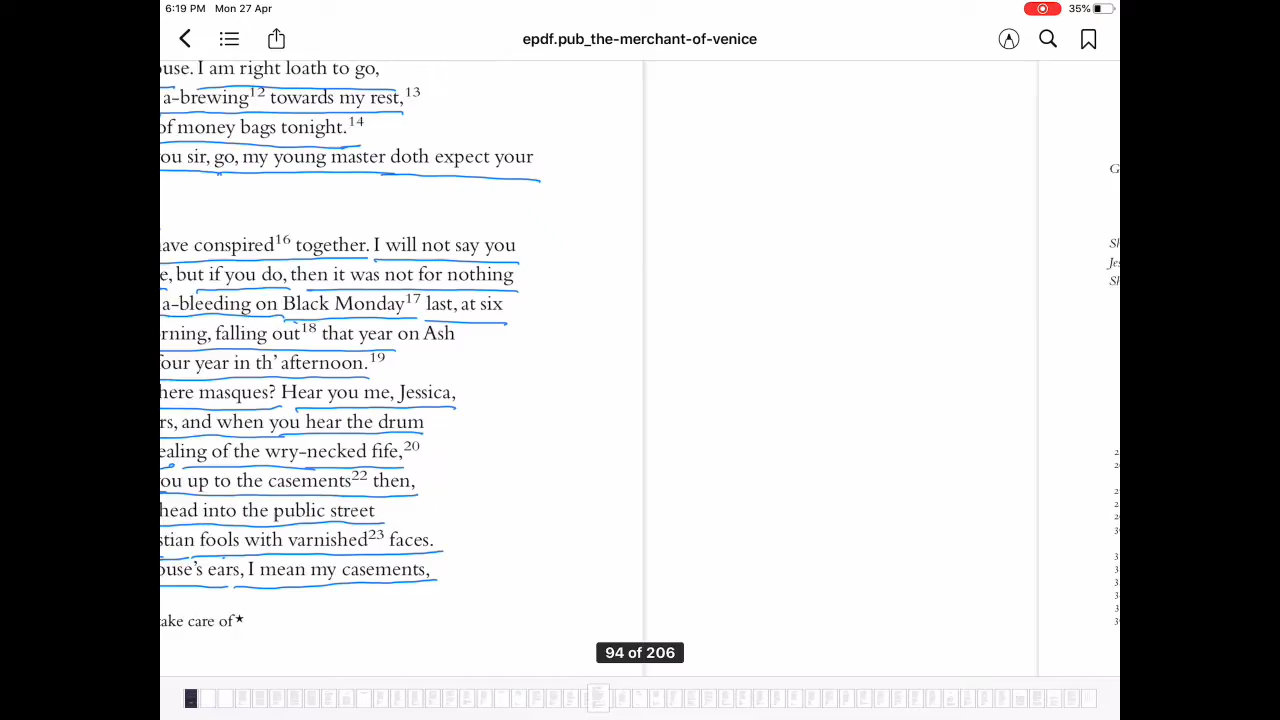 6:19 PM Mon 27 Apr
35%
epdf.pub_the-merchant-of-venice
ouse. I am right loath to go,
a-brewing12 towards my rest,13
of money bags tonight.14
ou sir, go, my young master doth expect your
ave conspired16 together. I will not say you
e, but if you do, then it was not for nothing
a-bleeding on Black Monday17 last, at six
rning, falling out18 that year on Ash
four year in th' afternoon.19
here masques? Hear you me, Jessica,
rs, and when you hear the drum
ealing of the wry-necked fife,20
ou up to the casements22 then,
head into the public street
stian fools with varnished23 faces.
ouse's ears, I mean my casements,
ake care of★
94 of 206
G
Sh
Jes
Sh